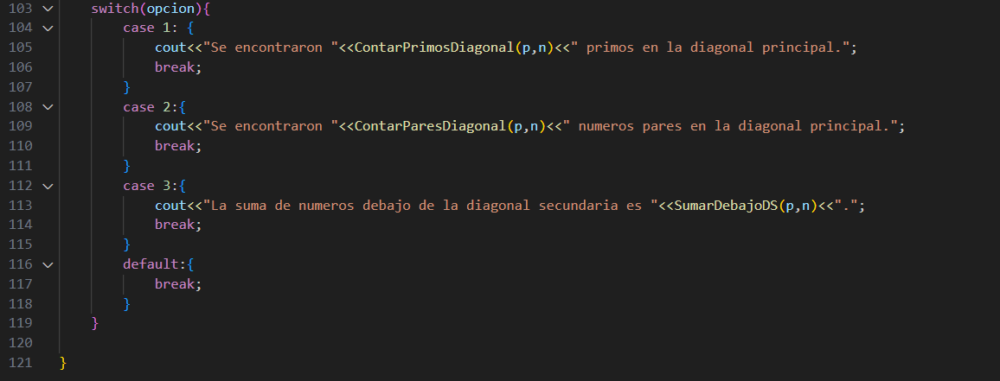 103 switch(opcion){
104 case 1: {
105 cout<<"Se encontraron "<<ContarPrimosDiagonal(p,n)<<" primos en la diagonal principal.";
106 break;
107 }
108 case 2:{
109 cout<<"Se encontraron "<<ContarParesDiagonal(p,n)<<" numeros pares en la diagonal principal.";
110 break;
111 }
112 case 3:{
113 cout<<"La suma de numeros debajo de la diagonal secundaria es "<<SumarDebajoDS(p,n)<<".";
114 break;
115 }
116 default:{
117 break;
118 }
119 }
120
121 }